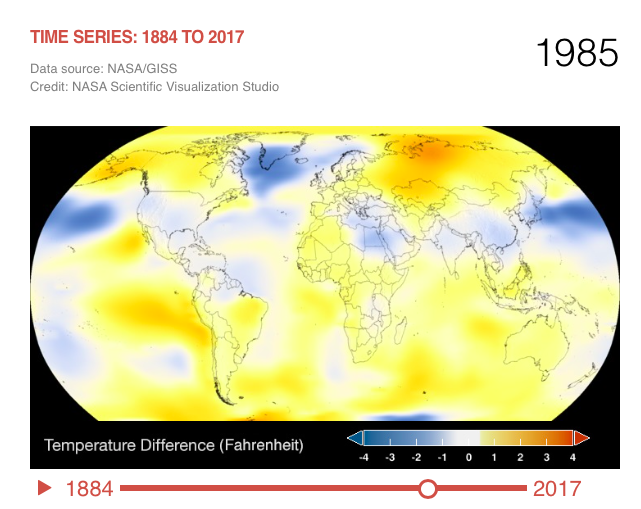 TIME SERIES: 1884 TO 2017
1985
Data source: NASA/GISS
Credit: NASA Scientific Visualization Studio
Temperature Difference (Fahrenheit)
-4 -3 -2 -1 0 1 2 3 4
1884 2017